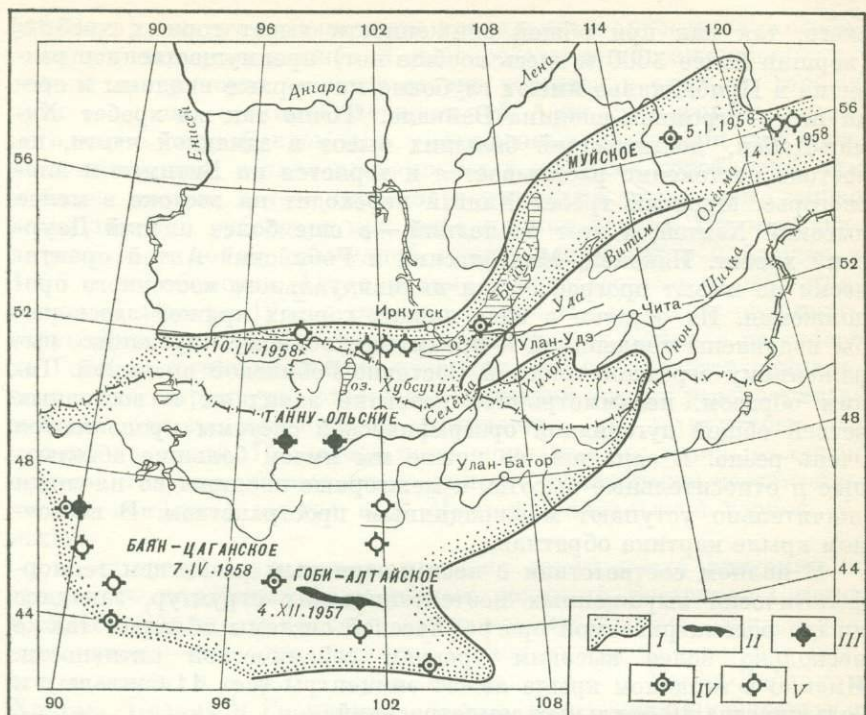 90 96 102 108 114 120
Ангара
Лена
Енисей
66
5.I.1958
МУЙСКОЕ
14.IX.1958
56
Олёкма
Витим
Байкал
52
Шилка
Иркутск
Уда
Чита
10.IV.1958
Улан-Удэ
52
оз. Хубсугул
Селенга
Хилок
Онон
ТАННУ-ОЛЬСКИЕ
48
48
Улан-Батор
БАЯН-ЦАГАНСКОЕ
7.IV.1958
ГОБИ-АЛТАЙСКОЕ
44
4.XII.1957
44
I II III
IV V
90 96 102 108 114